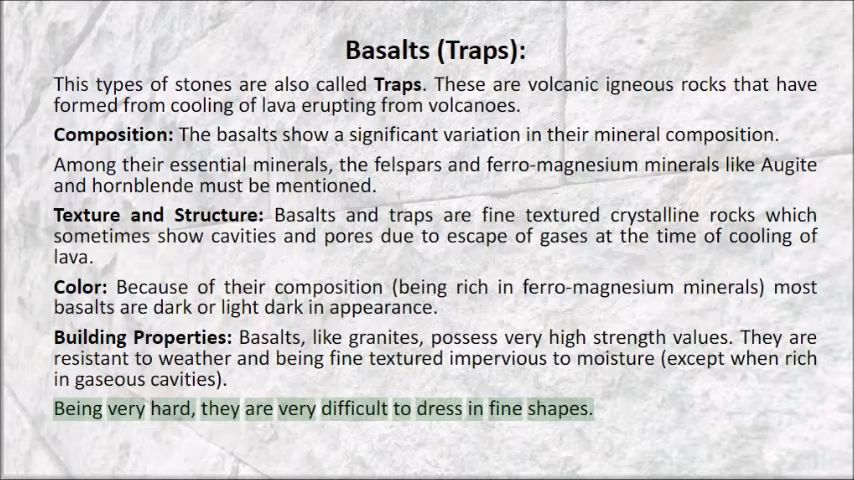 Basalts (Traps):
This types of stones are also called Traps. These are volcanic igneous rocks that have
formed from cooling of lava erupting from volcanoes.
Composition: The basalts show a significant variation in their mineral composition.
Among their essential minerals, the felspars and ferro-magnesium minerals like Augite
and hornblende must be mentioned.
Texture and Structure: Basalts and traps are fine textured crystalline rocks which
sometimes show cavities and pores due to escape of gases at the time of cooling of
lava.
Color: Because of their composition (being rich in ferro-magnesium minerals) most
basalts are dark or light dark in appearance.
Building Properties: Basalts, like granites, possess very high strength values. They are
resistant to weather and being fine textured impervious to moisture (except when rich
in gaseous cavities).
Being very hard, they are very difficult to dress in fine shapes.